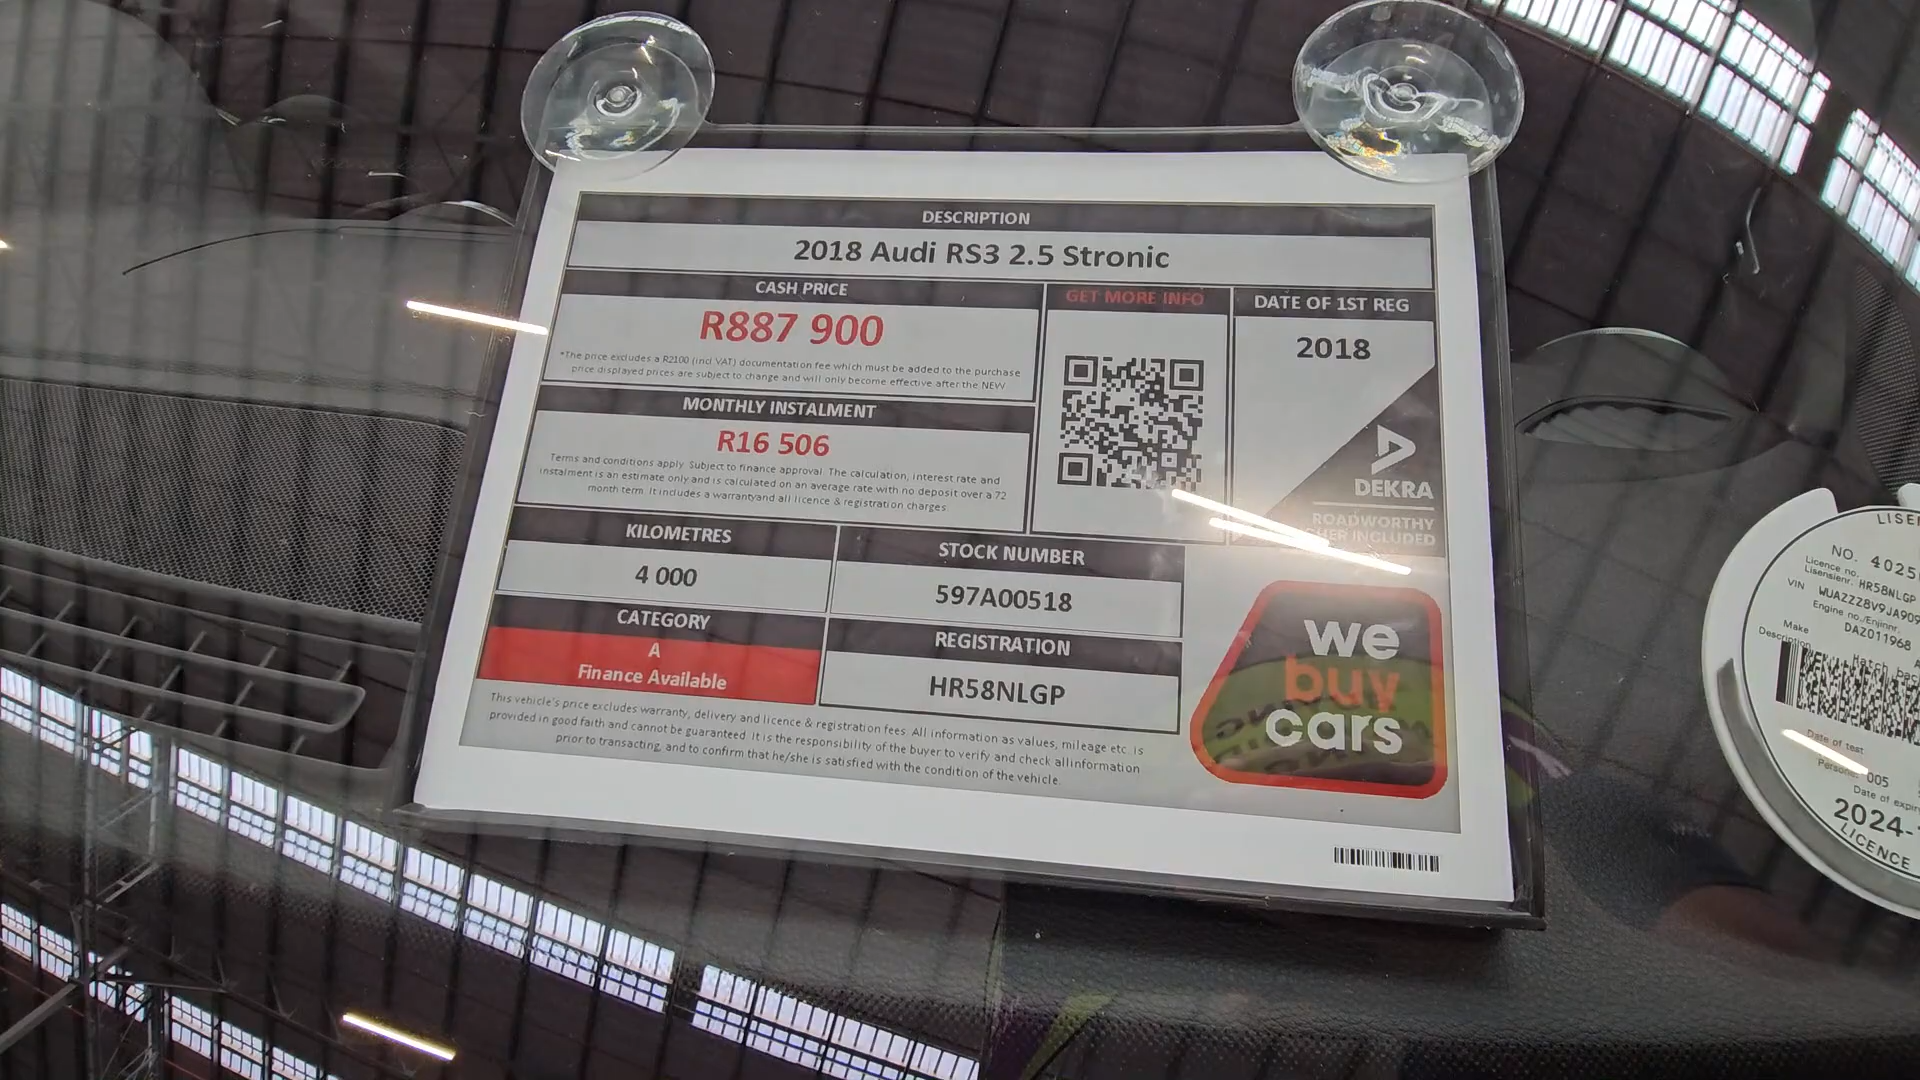 DESCRIPTION
2018 Audi RS3 2.5 Stronic
CASH PRICE
R887 900
*The price excludes a R2100 (incl VAT) documentation fee which must be added to the purchase
price displayed prices are subject to change and will only become effective after the NEW
MONTHLY INSTALMENT
R16 506
Terms and conditions apply. Subject to finance approval. The calculation, interest rate and
instalment is an estimate only and is calculated on an average rate with no deposit over a 72
month term. It includes a warranty and all licence & registration charges.
GET MORE INFO
DATE OF 1ST REG
2018
DEKRA
ROADWORTHY
INCLUDED
KILOMETRES
4 000
STOCK NUMBER
597A00518
CATEGORY
A
Finance Available
REGISTRATION
HR58NLGP
we
buy
cars
This vehicle's price excludes warranty, delivery and licence & registration fees. All information as values, mileage etc. is
provided in good faith and cannot be guaranteed. It is the responsibility of the buyer to verify and check all information
prior to transacting, and to confirm that he/she is satisfied with the condition of the vehicle.
NO. 4025
Licence no.
Lisensienr. HR58NLGP
VIN WUAZZZ8V9JA909
Engine no./Enjinnr.
DAZ011968
Make
Description
Hatch bac
Date of test
Persons 005
Date of expir
2024-
LICENCE